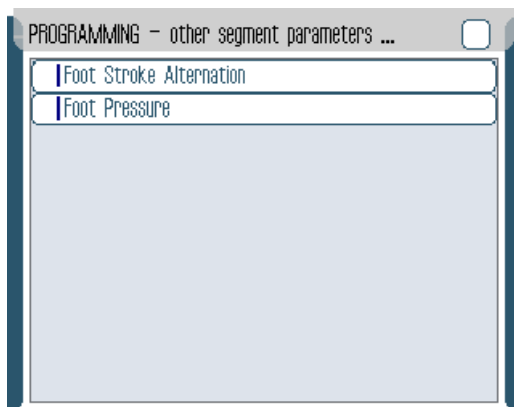 PROGRAMMING – other segment parameters ...
Foot Stroke Alternation
Foot Pressure